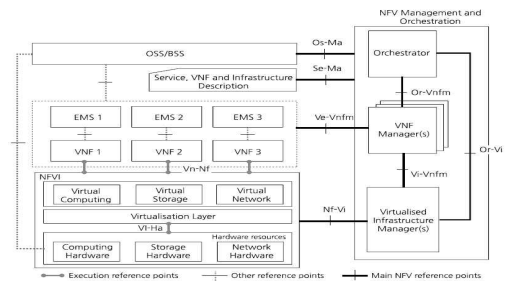 NFV Management and
Orchestration
Os-Ma
OSS/BSS
Orchestrator
Se-Ma
Service, VNF and Infrastructure
Description
Or-Vnfm
EMS 1
EMS 2
EMS 3
Ve-Vnfm
VNF
Manager(s)
VNF 1
VNF 2
VNF 3
Or-Vi
Vn-Nf
Vi-Vnfm
NFVI
Virtual
Computing
Virtual
Storage
Virtual
Network
Nf-Vi
Virtualised
Infrastructure
Manager(s)
Virtualisation Layer
VI-Ha
Hardware resources
Computing
Hardware
Storage
Hardware
Network
Hardware
Execution reference points
Other reference points
Main NFV reference points